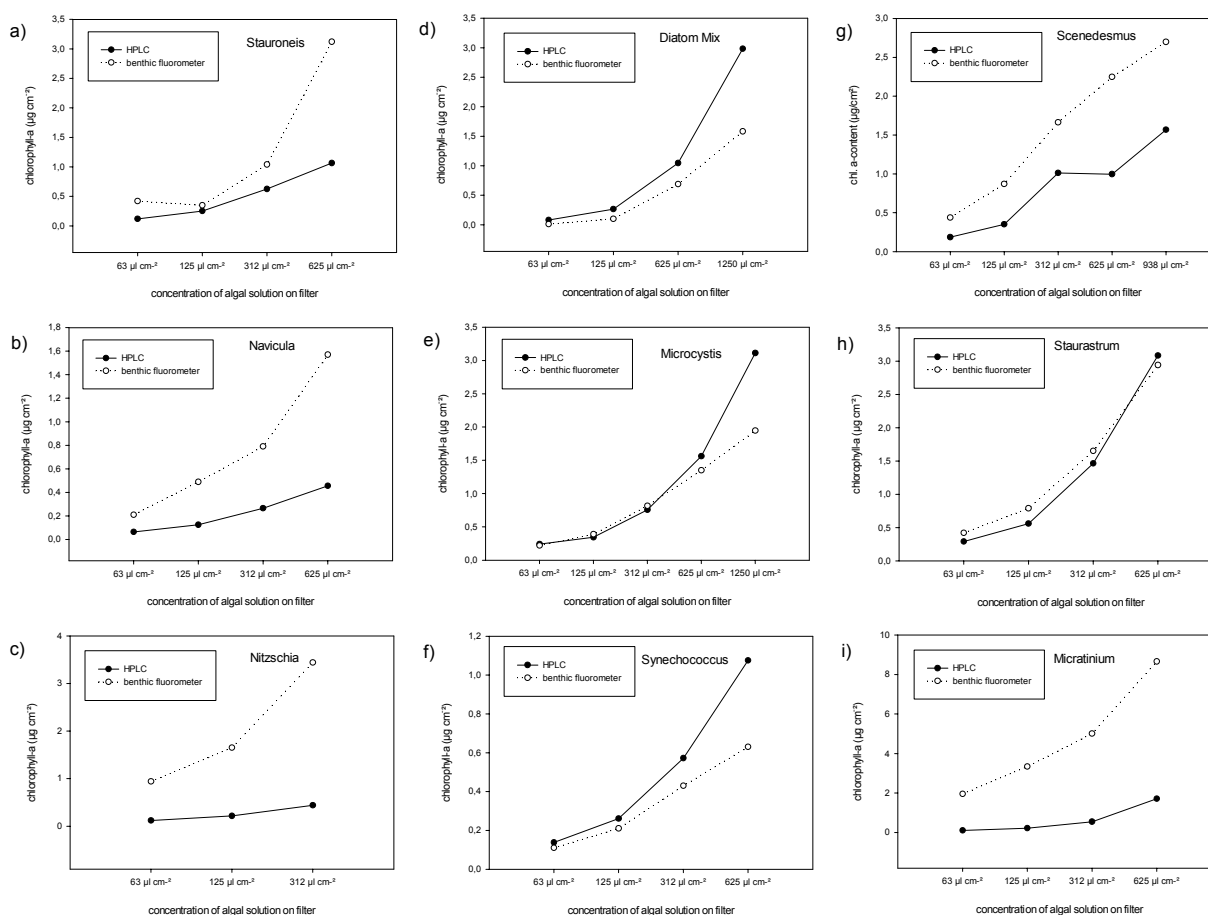 a)
Stauroneis
HPLC
benthic fluorometer
chlorophyll-a (µg cm⁻²)
3,5
3,0
2,5
2,0
1,5
1,0
0,5
0,0
63 µl cm⁻² 125 µl cm⁻² 312 µl cm⁻² 625 µl cm⁻²
concentration of algal solution on filter
d)
Diatom Mix
HPLC
benthic fluorometer
chlorophyll-a (µg cm⁻²)
3,5
3,0
2,5
2,0
1,5
1,0
0,5
0,0
63 µl cm⁻² 125 µl cm⁻² 625 µl cm⁻² 1250 µl cm⁻²
concentration of algal solution on filter
g)
Scenedesmus
HPLC
benthic fluorometer
chl. a-content (µg/cm²)
3,0
2,5
2,0
1,5
1,0
0,5
0,0
63 µl cm⁻² 125 µl cm⁻² 312 µl cm⁻² 625 µl cm⁻² 938 µl cm⁻²
concentration of algal solution on filter
b)
Navicula
HPLC
benthic fluorometer
chlorophyll-a (µg cm⁻²)
1,8
1,6
1,4
1,2
1,0
0,8
0,6
0,4
0,2
0,0
63 µl cm⁻² 125 µl cm⁻² 312 µl cm⁻² 625 µl cm⁻²
concentration of algal solution on filter
e)
Microcystis
HPLC
benthic fluorometer
chlorophyll-a (µg cm⁻²)
3,5
3,0
2,5
2,0
1,5
1,0
0,5
0,0
63 µl cm⁻² 125 µl cm⁻² 312 µl cm⁻² 625 µl cm⁻² 1250 µl cm⁻²
concentration of algal solution on filter
h)
Staurastrum
HPLC
benthic fluorometer
chlorophyll-a (µg cm⁻²)
3,5
3,0
2,5
2,0
1,5
1,0
0,5
0,0
63 µl cm⁻² 125 µl cm⁻² 312 µl cm⁻² 625 µl cm⁻²
concentration of algal solution on filter
c)
Nitzschia
HPLC
benthic fluorometer
chlorophyll-a (µg cm⁻²)
4
3
2
1
0
63 µl cm⁻² 125 µl cm⁻² 312 µl cm⁻²
concentration of algal solution on filter
f)
Synechococcus
HPLC
benthic fluorometer
chlorophyll-a (µg cm⁻²)
1,2
1,0
0,8
0,6
0,4
0,2
0,0
63 µl cm⁻² 125 µl cm⁻² 312 µl cm⁻² 625 µl cm⁻²
concentration of algal solution on filter
i)
Micratinium
HPLC
benthic fluorometer
chlorophyll-a (µg cm⁻²)
10
8
6
4
2
0
63 µl cm⁻² 125 µl cm⁻² 312 µl cm⁻² 625 µl cm⁻²
concentration of algal solution on filter